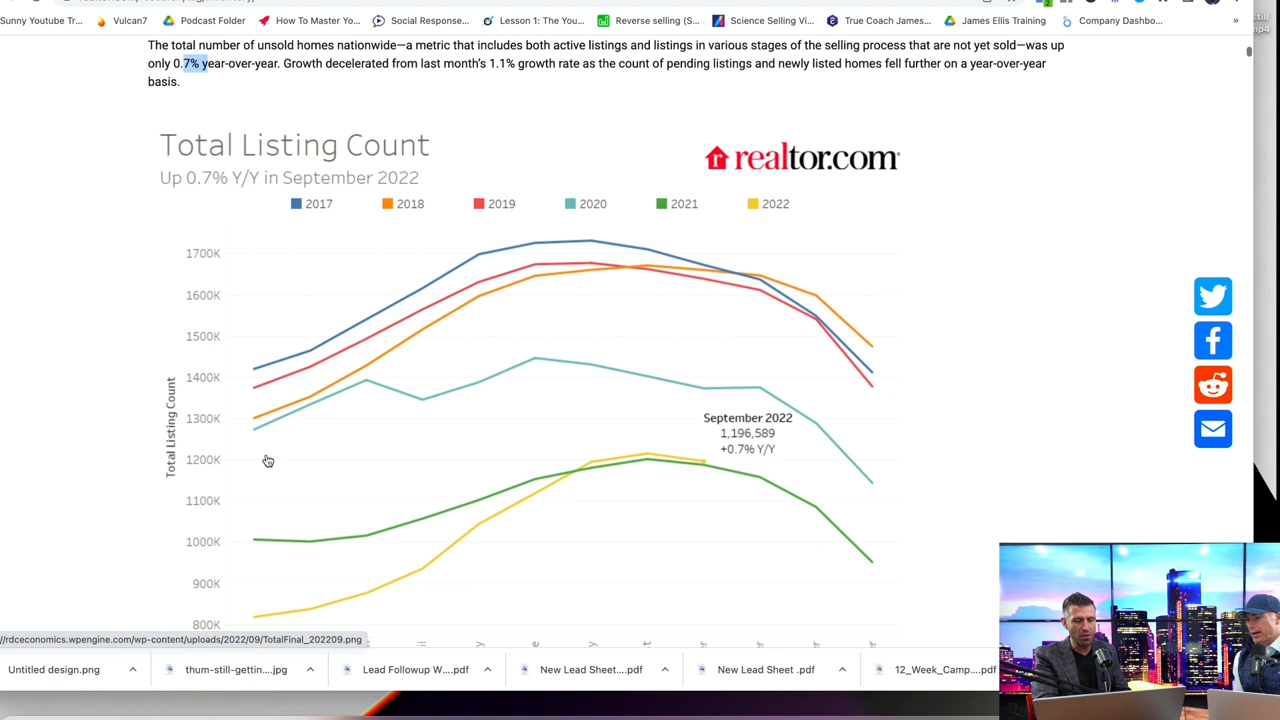 Sunny Youtube Tr... Vulcan7 Podcast Folder How To Master Yo... Social Response... Lesson 1: The You... Reverse selling (S... Science Selling Vi... True Coach James... James Ellis Training Company Dashbo... »
The total number of unsold homes nationwide—a metric that includes both active listings and listings in various stages of the selling process that are not yet sold—was up
only 0.7% year-over-year. Growth decelerated from last month's 1.1% growth rate as the count of pending listings and newly listed homes fell further on a year-over-year
basis.
Total Listing Count
realtor.com
Up 0.7% Y/Y in September 2022
2017 2018 2019 2020 2021 2022
1700K
1600K
1500K
1400K
1300K
1200K
1100K
1000K
900K
800K
Total Listing Count
September 2022
1,196,589
+0.7% Y/Y
//rdceconomics.wpengine.com/wp-content/uploads/2022/09/TotalFinal_202209.png
Untitled design.png thum-still-gettin....jpg Lead Followup W....pdf New Lead Sheet....pdf New Lead Sheet .pdf 12_Week_Camp....pdf